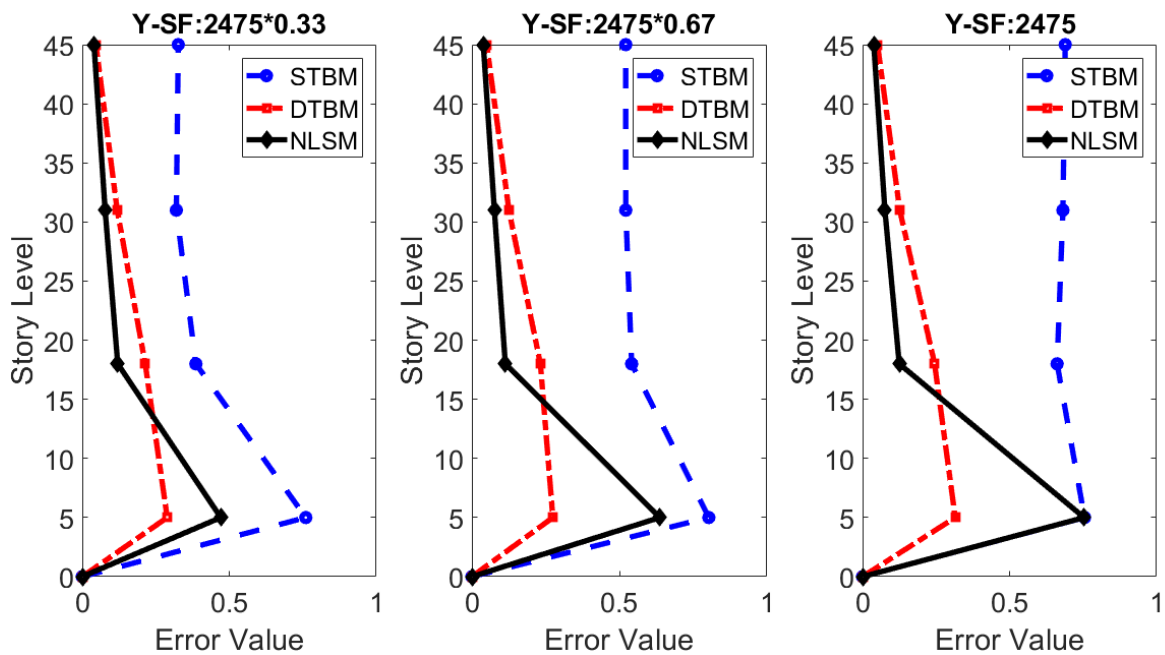 Y-SF:2475*0.33
45
40
35
30
25
20
15
10
5
0
Story Level
0 0.5 1
Error Value
STBM
DTBM
NLSM
Y-SF:2475*0.67
45
40
35
30
25
20
15
10
5
0
Story Level
0 0.5 1
Error Value
STBM
DTBM
NLSM
Y-SF:2475
45
40
35
30
25
20
15
10
5
0
Story Level
0 0.5 1
Error Value
STBM
DTBM
NLSM